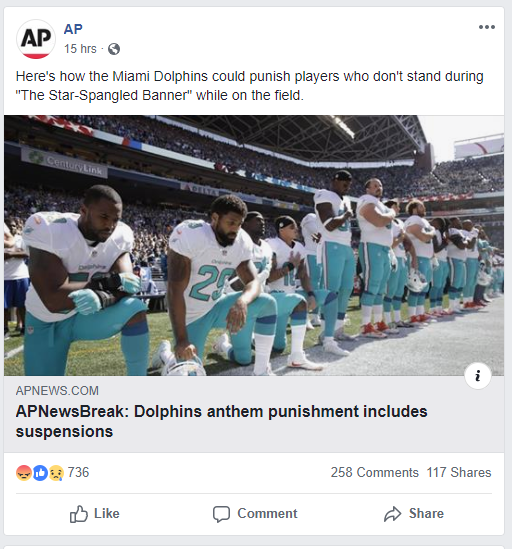 AP
AP
15 hrs ·
Here's how the Miami Dolphins could punish players who don't stand during
"The Star-Spangled Banner" while on the field.
CenturyLink
DELTA
29
i
APNEWS.COM
APNewsBreak: Dolphins anthem punishment includes
suspensions
736
258 Comments 117 Shares
Like Comment Share